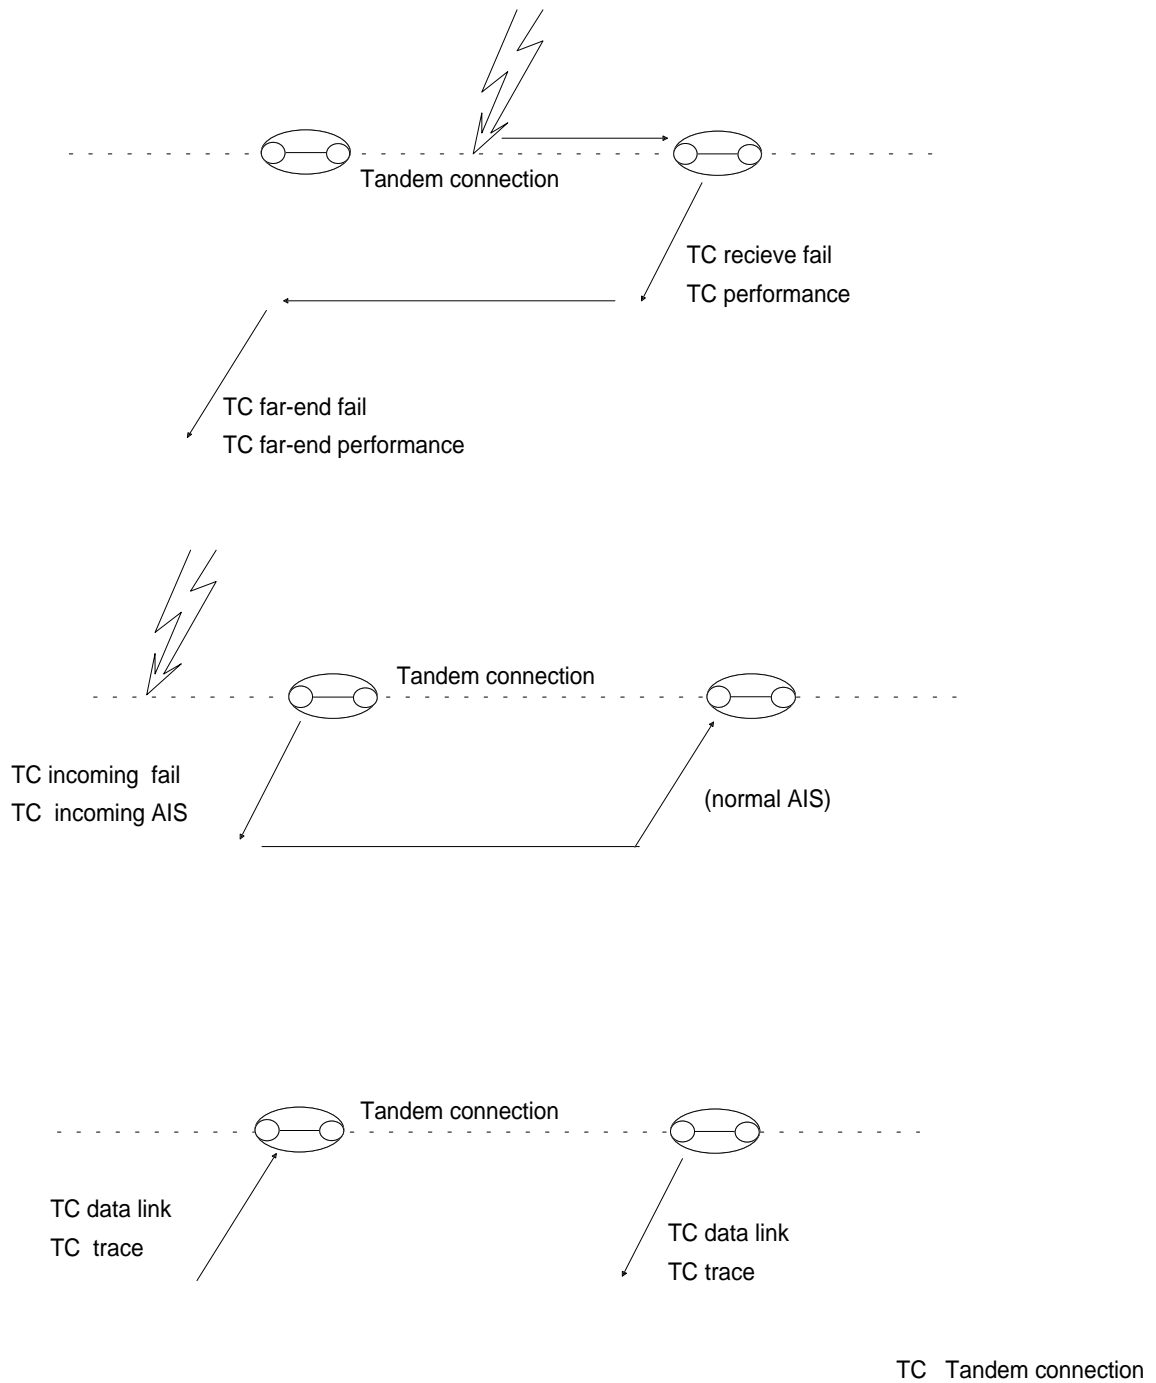 Tandem connection
TC recieve fail
TC performance
TC far-end fail
TC far-end performance
Tandem connection
TC incoming fail
TC incoming AIS
(normal AIS)
Tandem connection
TC data link
TC trace
TC data link
TC trace
TC Tandem connection